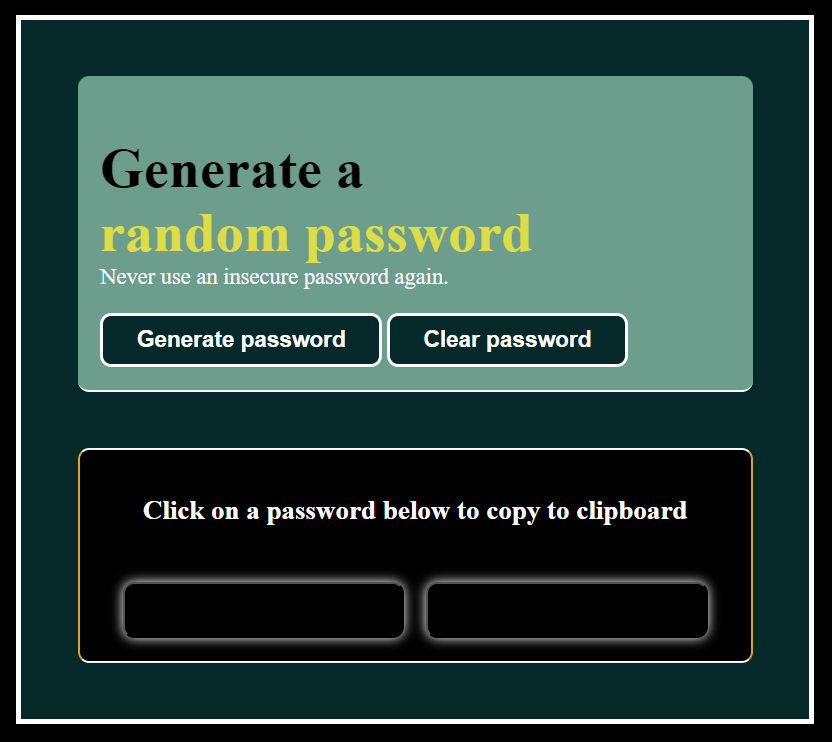 Generate a
random password
Never use an insecure password again.
Generate password Clear password
Click on a password below to copy to clipboard